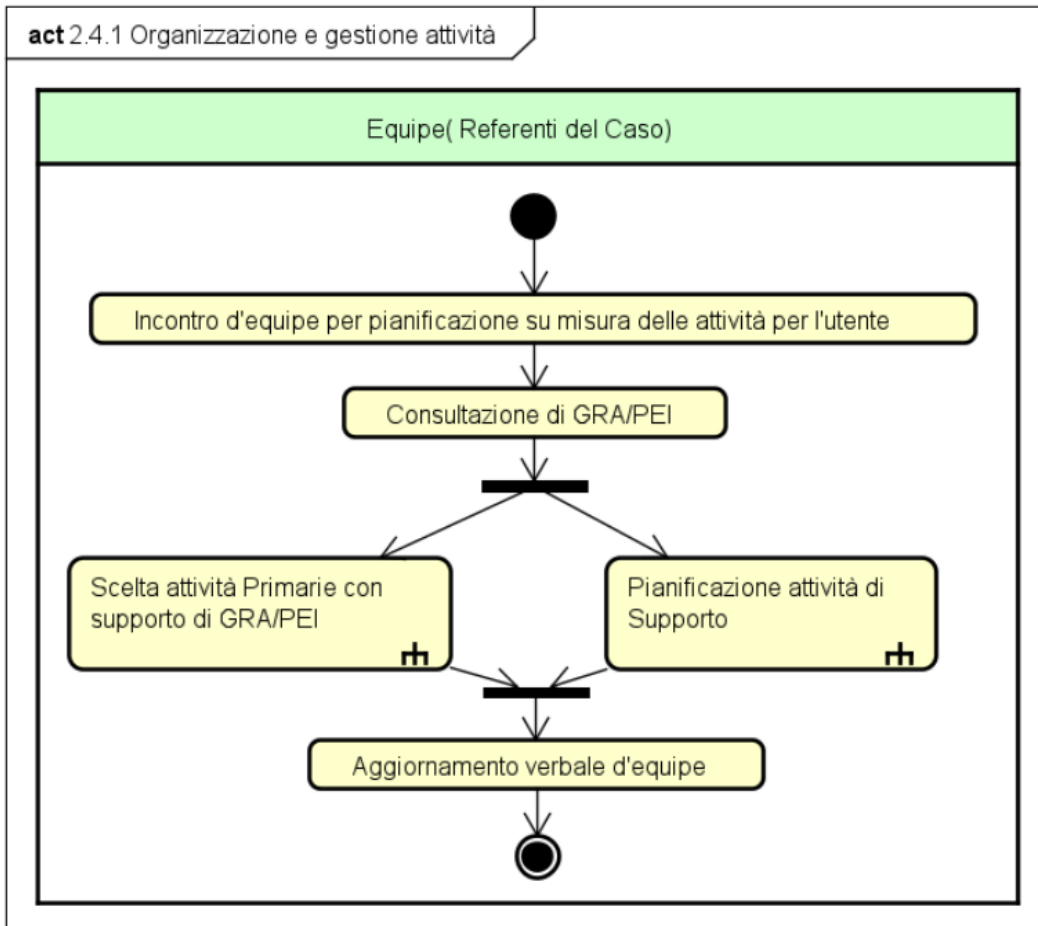 act 2.4.1 Organizzazione e gestione attività
Equipe( Referenti del Caso)
Incontro d'equipe per pianificazione su misura delle attività per l'utente
Consultazione di GRA/PEI
Scelta attività Primarie con
supporto di GRA/PEI
Pianificazione attività di
Supporto
Aggiornamento verbale d'equipe